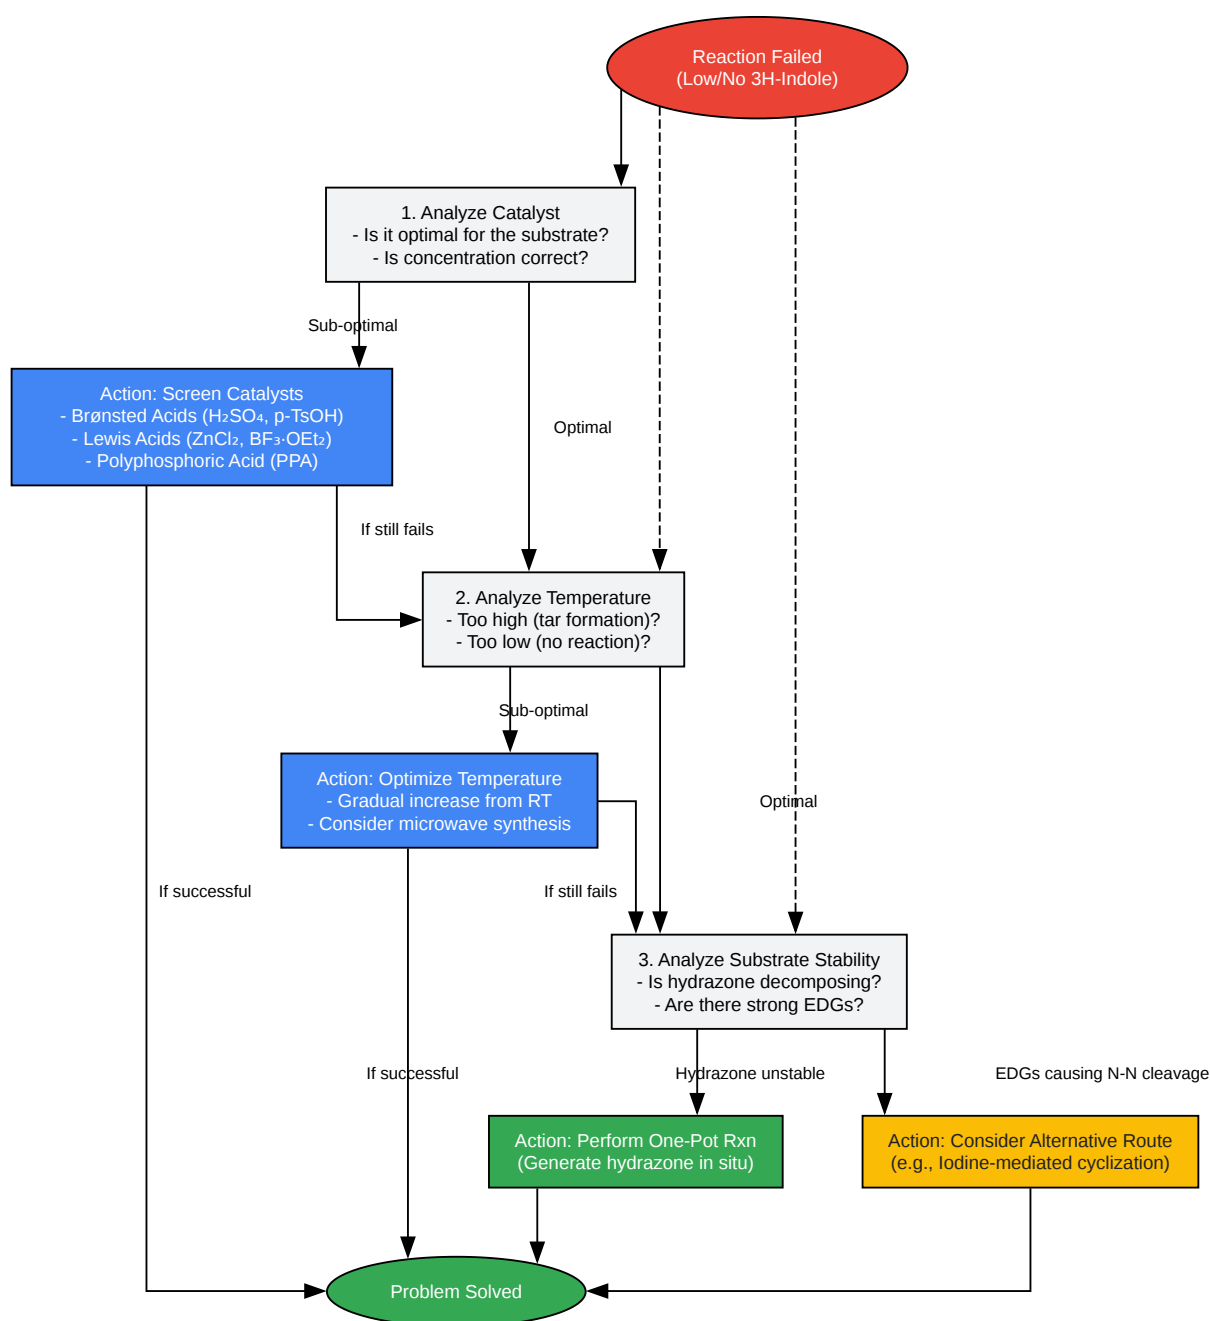 Reaction Failed
(Low/No 3H-Indole)
1. Analyze Catalyst
- Is it optimal for the substrate?
- Is concentration correct?
Sub-optimal
Action: Screen Catalysts
- Brønsted Acids (H₂SO₄, p-TsOH)
- Lewis Acids (ZnCl₂, BF₃·OEt₂)
- Polyphosphoric Acid (PPA)
Optimal
If still fails
2. Analyze Temperature
- Too high (tar formation)?
- Too low (no reaction)?
Sub-optimal
Action: Optimize Temperature
- Gradual increase from RT
- Consider microwave synthesis
Optimal
If successful
If still fails
3. Analyze Substrate Stability
- Is hydrazone decomposing?
- Are there strong EDGs?
If successful
Hydrazone unstable
EDGs causing N-N cleavage
Action: Perform One-Pot Rxn
(Generate hydrazone in situ)
Action: Consider Alternative Route
(e.g., Iodine-mediated cyclization)
Problem Solved